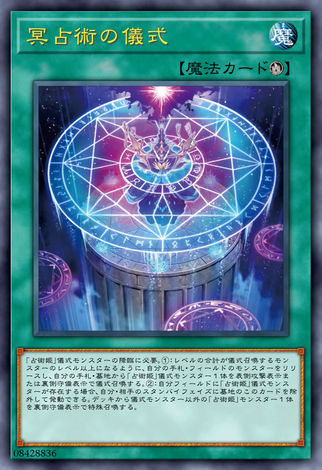 冥占術の儀式
魔
【魔法カード】
「占術姫」儀式モンスターの降臨に必要。①:レベルの合計が儀式召喚するモン
スターのレベル以上になるように、自分の手札・フィールドのモンスターをリリ
ースし、自分の手札・墓地から「占術姫」儀式モンスター１体を表側攻撃表示ま
たは裏側守備表示で儀式召喚する。②:自分フィールドに「占術姫」儀式モンス
ターが存在する場合、自分・相手のスタンバイフェイズに墓地のこのカードを除
外して発動できる。デッキから儀式モンスター以外の「占術姫」モンスター１体
を裏側守備表示で特殊召喚する。
08428836